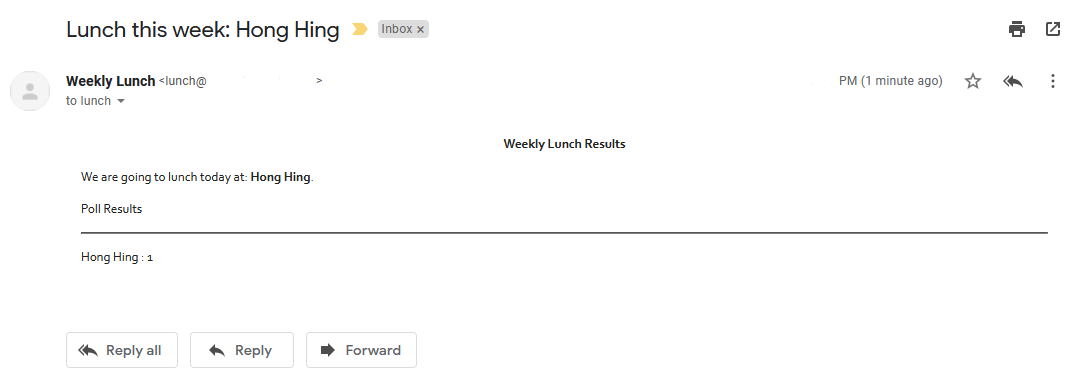 Lunch this week: Hong Hing Inbox x
Weekly Lunch <lunch@ > PM (1 minute ago)
to lunch
Weekly Lunch Results
We are going to lunch today at: Hong Hing.
Poll Results
Hong Hing : 1
Reply all Reply Forward